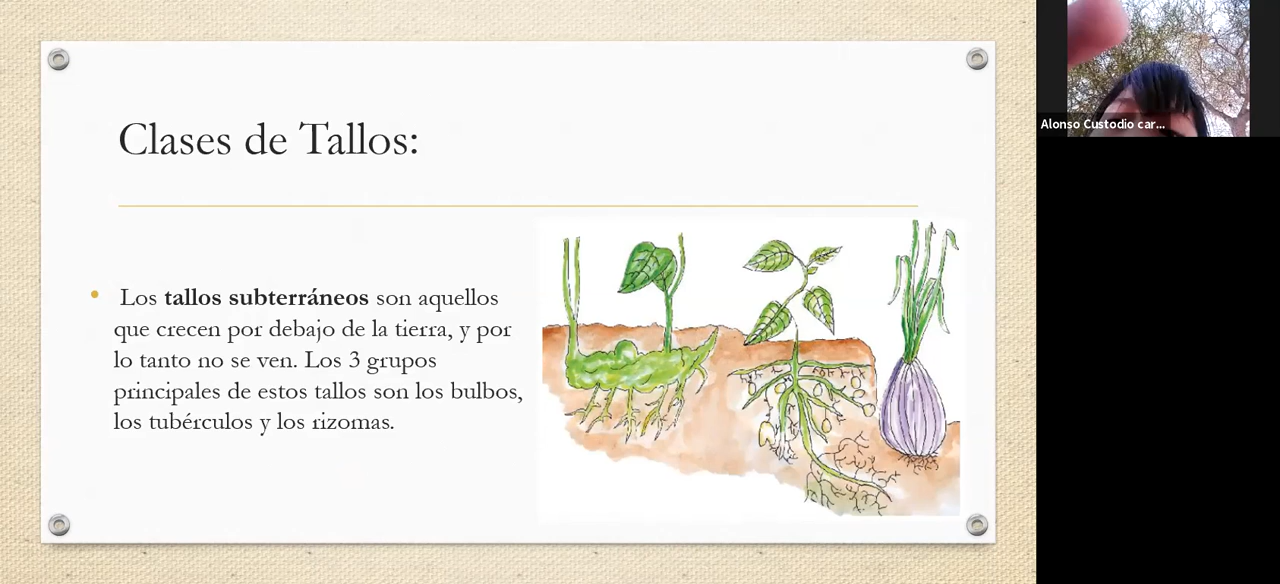 Clases de Tallos:
Los tallos subterráneos son aquellos
que crecen por debajo de la tierra, y por
lo tanto no se ven. Los 3 grupos
principales de estos tallos son los bulbos,
los tubérculos y los rizomas.
Alonso Custodio car...